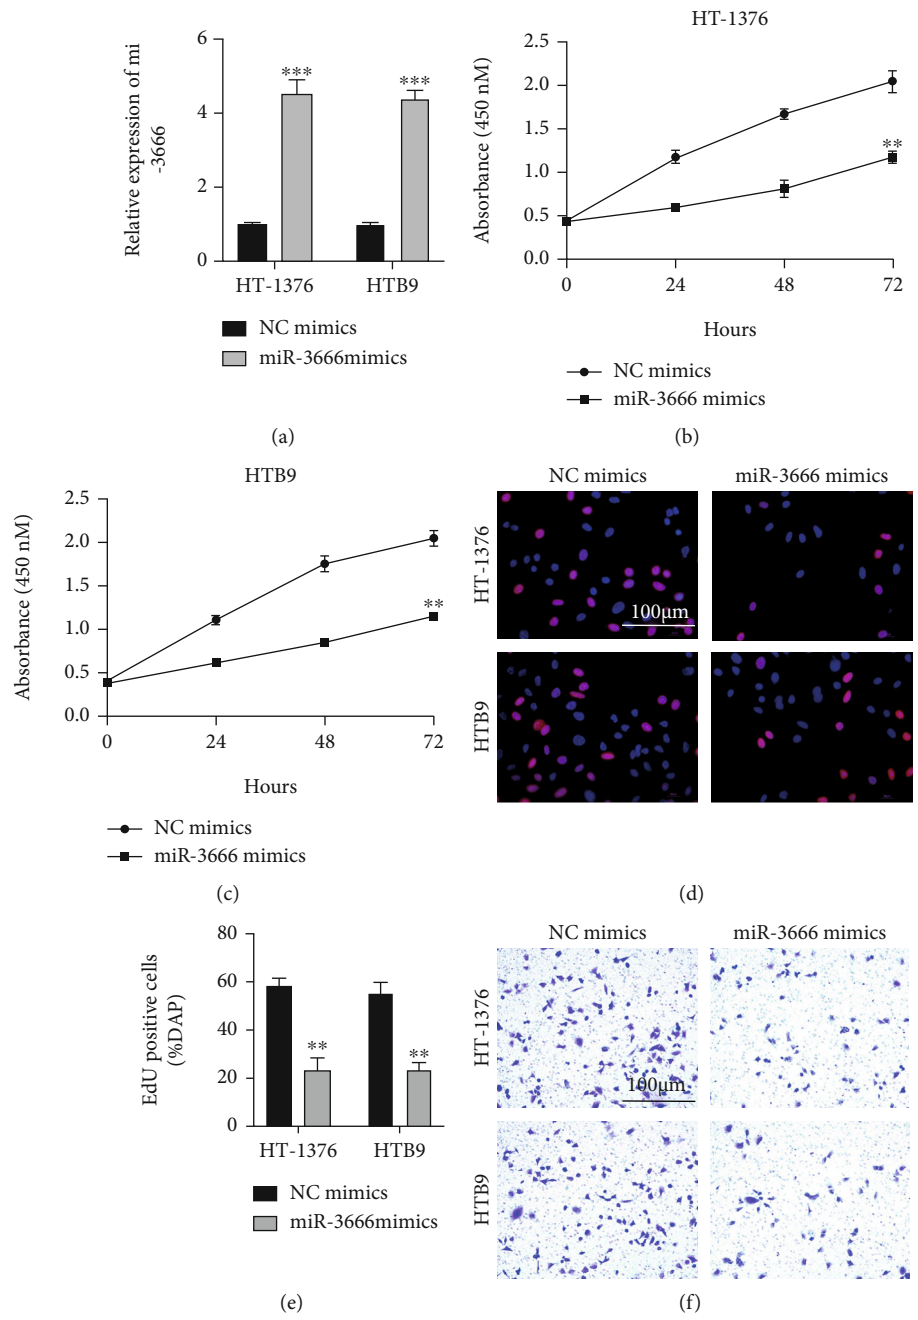 6
4
2
0
Relative expression of mi
-3666
***
***
HT-1376
HTB9
NC mimics
miR-3666mimics
(a)
HT-1376
2.5
2.0
1.5
1.0
0.5
0.0
Absorbance (450 nM)
**
0
24
48
72
Hours
NC mimics
miR-3666 mimics
(b)
HTB9
2.5
2.0
1.5
1.0
0.5
0.0
Absorbance (450 nM)
**
0
24
48
72
Hours
NC mimics
miR-3666 mimics
(c)
NC mimics
miR-3666 mimics
HT-1376
100μm
HTB9
(d)
80
60
40
20
0
EdU positive cells
(%DAP)
**
**
HT-1376
HTB9
NC mimics
miR-3666mimics
(e)
NC mimics
miR-3666 mimics
HT-1376
100μm
HTB9
(f)